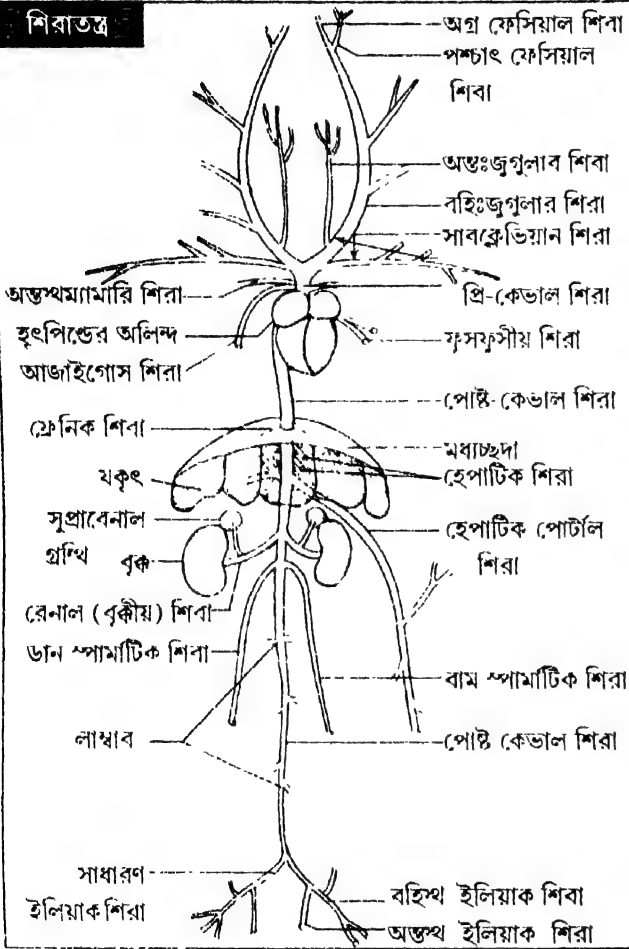 শিরাতন্ত্র
অগ্র ফেসিয়াল শিবা
পশ্চাৎ ফেসিয়াল
শিবা
অন্তঃজুগুলাব শিবা
বহিঃজুগুলার শিরা
সাবক্লেভিয়ান শিরা
অন্তস্থম্যামারি শিরা
প্রি-কেভাল শিরা
হৃৎপিণ্ডের অলিন্দ
ফুসফুসীয় শিরা
আজাইগোস শিরা
পোষ্ট-কেভাল শিরা
ফ্রেনিক শিবা
মধ্যচ্ছদা
যকৃৎ
হেপাটিক শিরা
সুপ্রাবেনাল
হেপাটিক পোর্টাল
গ্রন্থি বৃক্ক
শিরা
রেনাল (বৃক্কীয়) শিবা
ডান স্পার্মাটিক শিবা
বাম স্পার্মাটিক শিরা
লাম্বাব
পোষ্ট কেভাল শিরা
সাধারণ
ইলিয়াক শিরা
বহিস্থ ইলিয়াক শিবা
অন্তস্থ ইলিয়াক শিরা